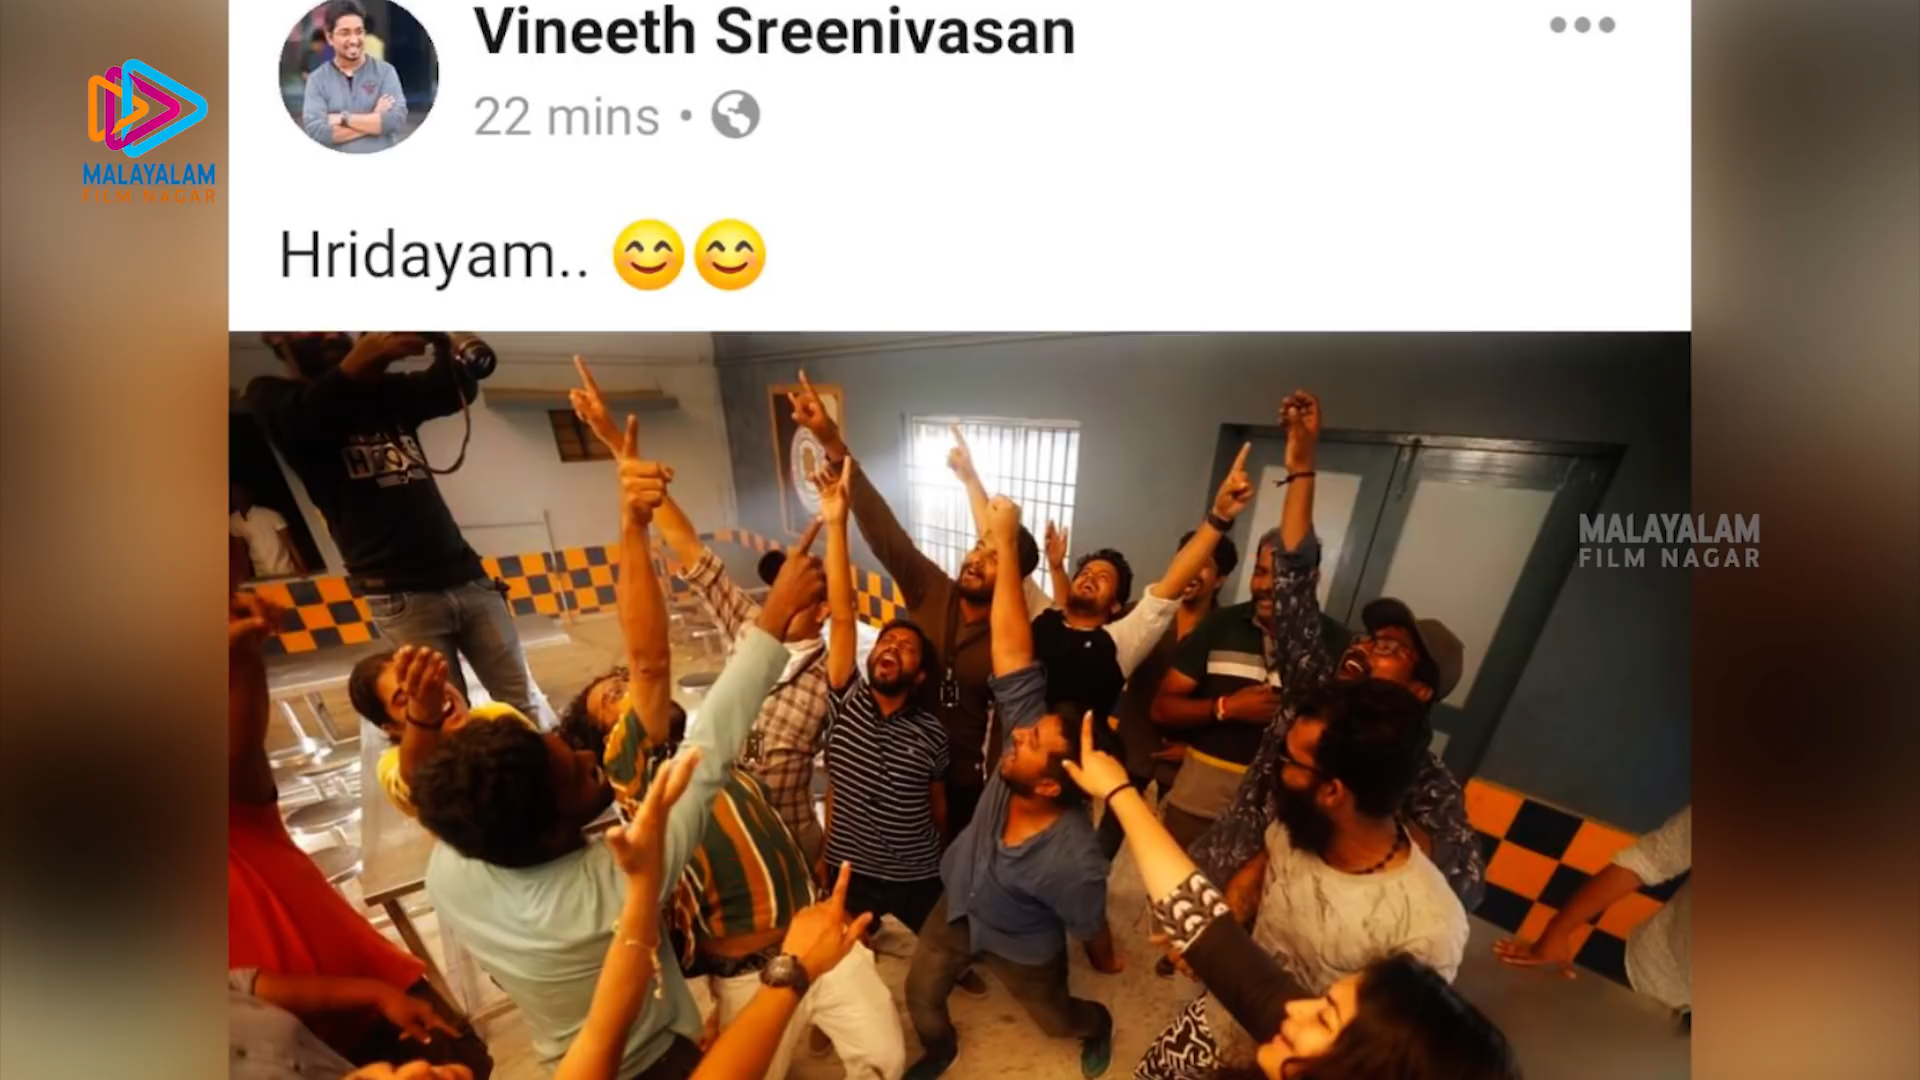 Vineeth Sreenivasan
22 mins •
MALAYALAM
FILM NAGAR
Hridayam.. 😊😊
MALAYALAM
FILM NAGAR